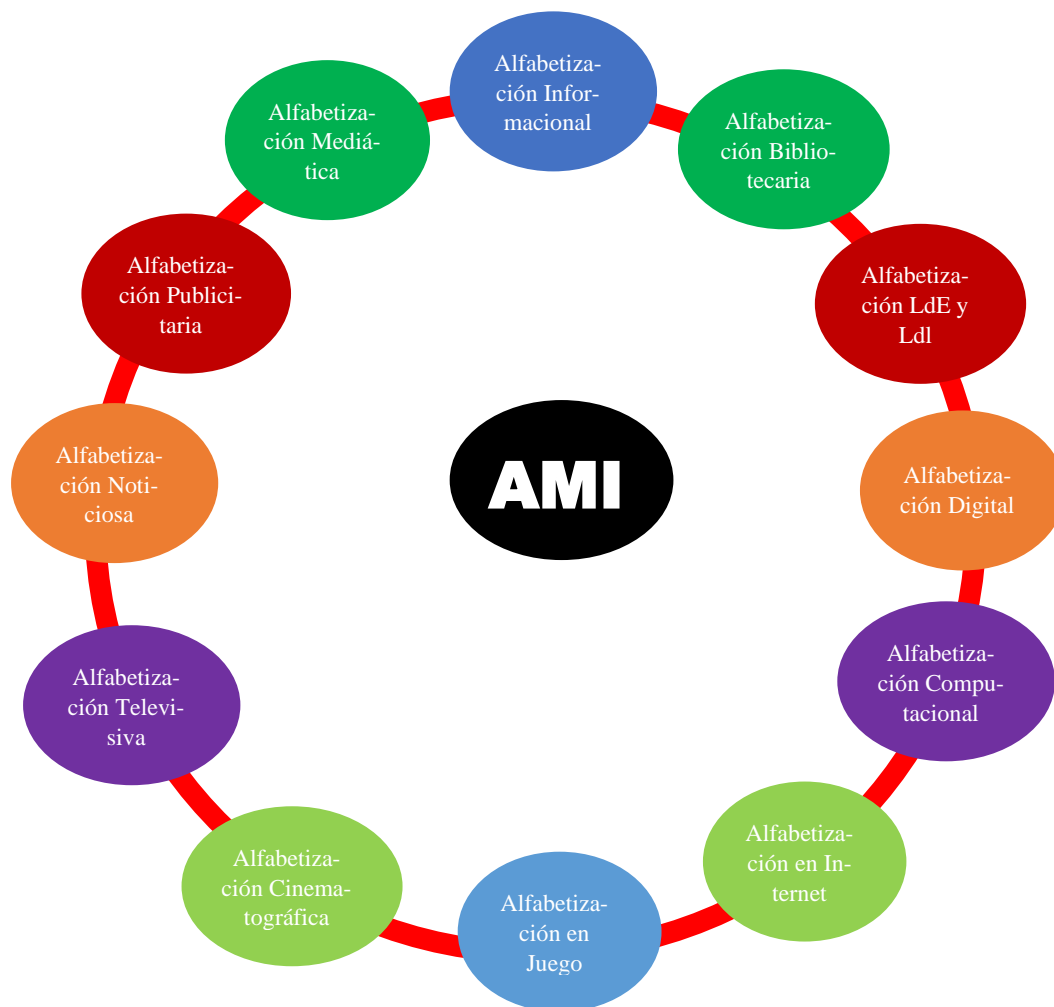 Alfabetiza-
ción Infor-
macional
Alfabetiza-
ción Biblio-
tecaria
Alfabetiza-
ción LdE y
Ldl
Alfabetiza-
ción Digital
Alfabetiza-
ción Compu-
tacional
Alfabetiza-
ción en In-
ternet
Alfabetiza-
ción en
Juego
Alfabetiza-
ción Cinema-
tográfica
Alfabetiza-
ción Televi-
siva
Alfabetiza-
ción Noti-
ciosa
Alfabetiza-
ción Publici-
taria
Alfabetiza-
ción Mediá-
tica
AMI